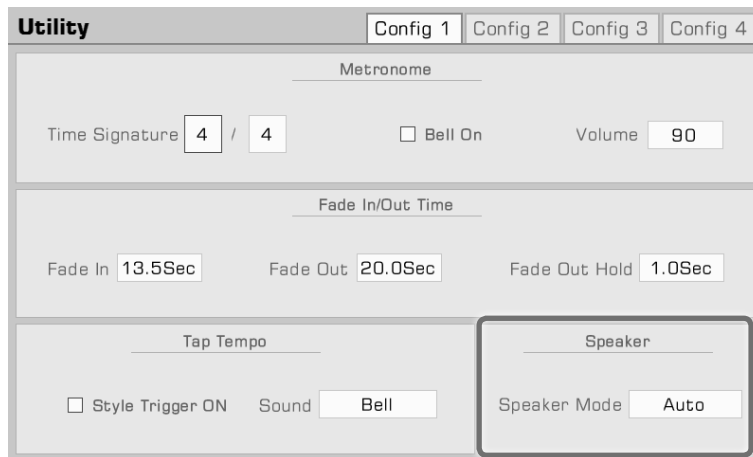 Utility Config 1 Config 2 Config 3 Config 4
Metronome
Time Signature 4 / 4 Bell On Volume 90
Fade In/Out Time
Fade In 13.5Sec Fade Out 20.0Sec Fade Out Hold 1.0Sec
Tap Tempo
Style Trigger ON Sound Bell
Speaker
Speaker Mode Auto